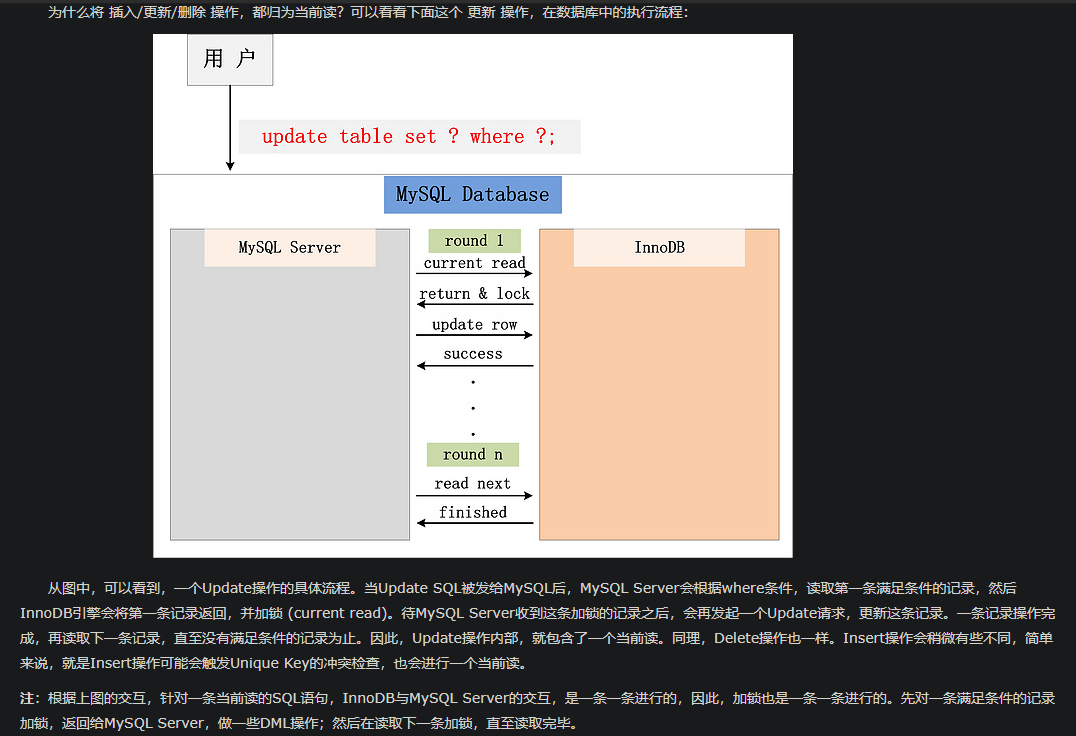 为什么将 插入/更新/删除 操作，都归为当前读？可以看看下面这个 更新 操作，在数据库中的执行流程：
用 户
update table set ? where ?;
MySQL Database
MySQL Server
round 1
InnoDB
current read
return & lock
update row
success
.
.
.
round n
read next
finished
从图中，可以看到，一个Update操作的具体流程。当Update SQL被发给MySQL后，MySQL Server会根据where条件，读取第一条满足条件的记录，然后
InnoDB引擎会将第一条记录返回，并加锁 (current read)。待MySQL Server收到这条加锁的记录之后，会再发起一个Update请求，更新这条记录。一条记录操作完
成，再读取下一条记录，直至没有满足条件的记录为止。因此，Update操作内部，就包含了一个当前读。同理，Delete操作也一样。Insert操作会稍微有些不同，简单
来说，就是Insert操作可能会触发Unique Key的冲突检查，也会进行一个当前读。
注：根据上图的交互，针对一条当前读的SQL语句，InnoDB与MySQL Server的交互，是一条一条进行的，因此，加锁也是一条一条进行的。先对一条满足条件的记录
加锁，返回给MySQL Server，做一些DML操作；然后在读取下一条加锁，直至读取完毕。